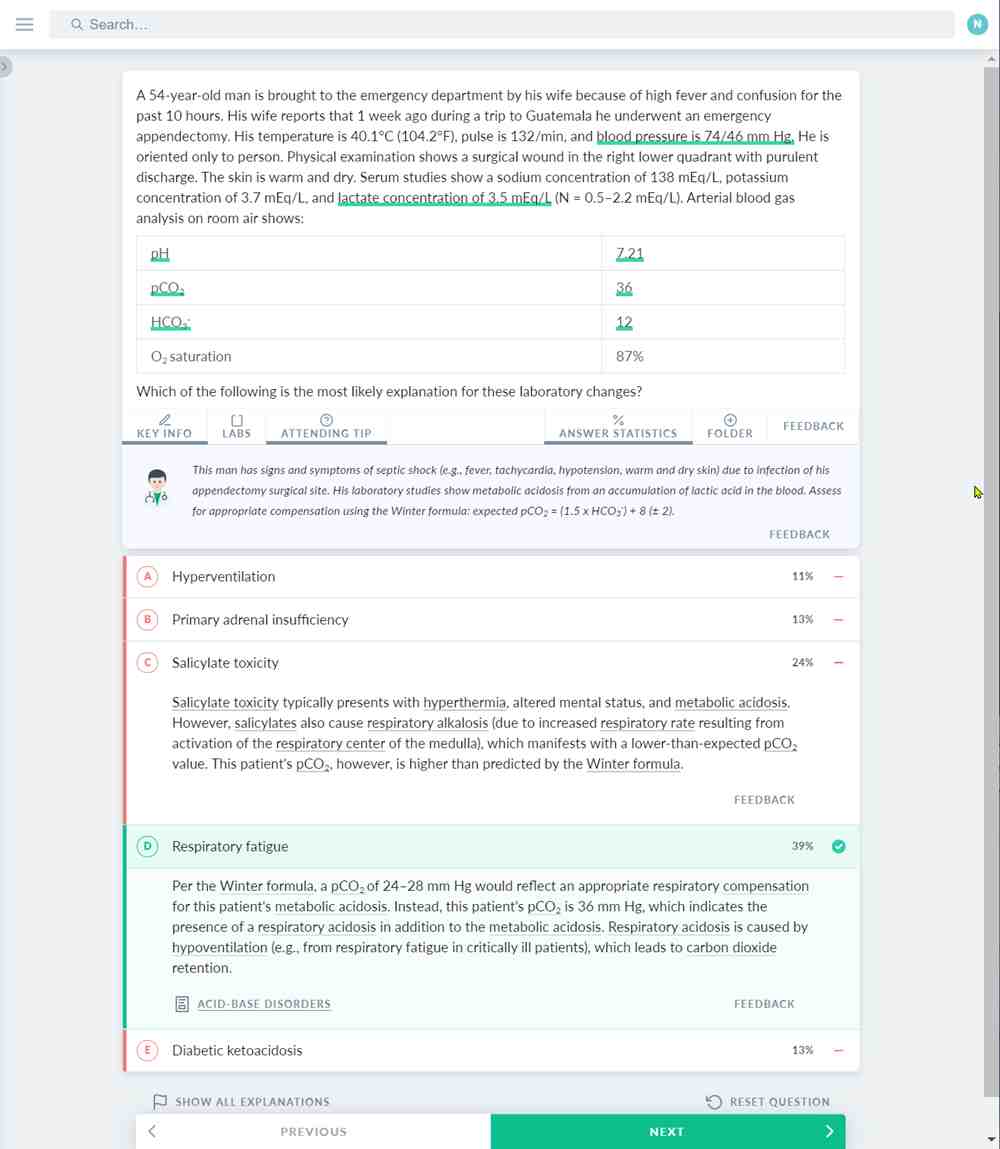 Search...
N
A 54-year-old man is brought to the emergency department by his wife because of high fever and confusion for the
past 10 hours. His wife reports that 1 week ago during a trip to Guatemala he underwent an emergency
appendectomy. His temperature is 40.1°C (104.2°F), pulse is 132/min, and blood pressure is 74/46 mm Hg. He is
oriented only to person. Physical examination shows a surgical wound in the right lower quadrant with purulent
discharge. The skin is warm and dry. Serum studies show a sodium concentration of 138 mEq/L, potassium
concentration of 3.7 mEq/L, and lactate concentration of 3.5 mEq/L (N = 0.5–2.2 mEq/L). Arterial blood gas
analysis on room air shows:
pH 7.21
pCO₂ 36
HCO₃⁻ 12
O₂ saturation 87%
Which of the following is the most likely explanation for these laboratory changes?
KEY INFO LABS ATTENDING TIP ANSWER STATISTICS FOLDER FEEDBACK
This man has signs and symptoms of septic shock (e.g., fever, tachycardia, hypotension, warm and dry skin) due to infection of his
appendectomy surgical site. His laboratory studies show metabolic acidosis from an accumulation of lactic acid in the blood. Assess
for appropriate compensation using the Winter formula: expected pCO₂ = (1.5 x HCO₃⁻) + 8 (± 2).
FEEDBACK
A Hyperventilation 11%
B Primary adrenal insufficiency 13%
C Salicylate toxicity 24%
Salicylate toxicity typically presents with hyperthermia, altered mental status, and metabolic acidosis.
However, salicylates also cause respiratory alkalosis (due to increased respiratory rate resulting from
activation of the respiratory center of the medulla), which manifests with a lower-than-expected pCO₂
value. This patient's pCO₂, however, is higher than predicted by the Winter formula.
FEEDBACK
D Respiratory fatigue 39%
Per the Winter formula, a pCO₂ of 24–28 mm Hg would reflect an appropriate respiratory compensation
for this patient's metabolic acidosis. Instead, this patient's pCO₂ is 36 mm Hg, which indicates the
presence of a respiratory acidosis in addition to the metabolic acidosis. Respiratory acidosis is caused by
hypoventilation (e.g., from respiratory fatigue in critically ill patients), which leads to carbon dioxide
retention.
ACID-BASE DISORDERS FEEDBACK
E Diabetic ketoacidosis 13%
SHOW ALL EXPLANATIONS RESET QUESTION
PREVIOUS NEXT